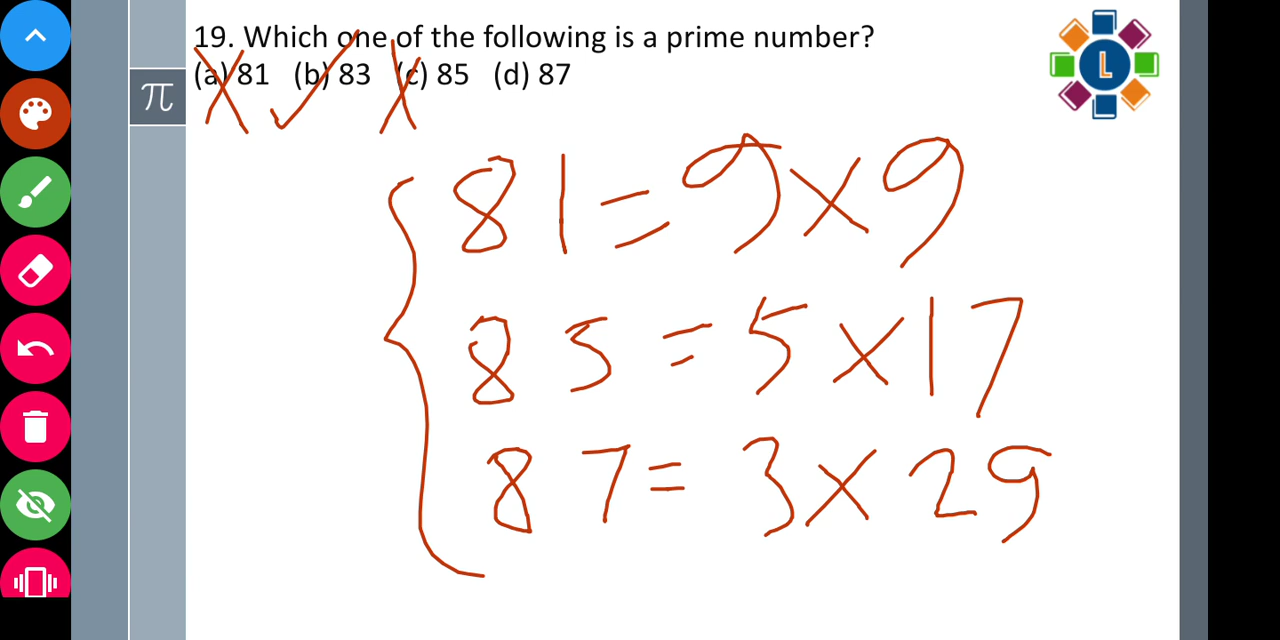 19. Which one of the following is a prime number?
(a) 81 (b) 83 (c) 85 (d) 87
π
L
81 = 9 × 9
85 = 5 × 17
87 = 3 × 29